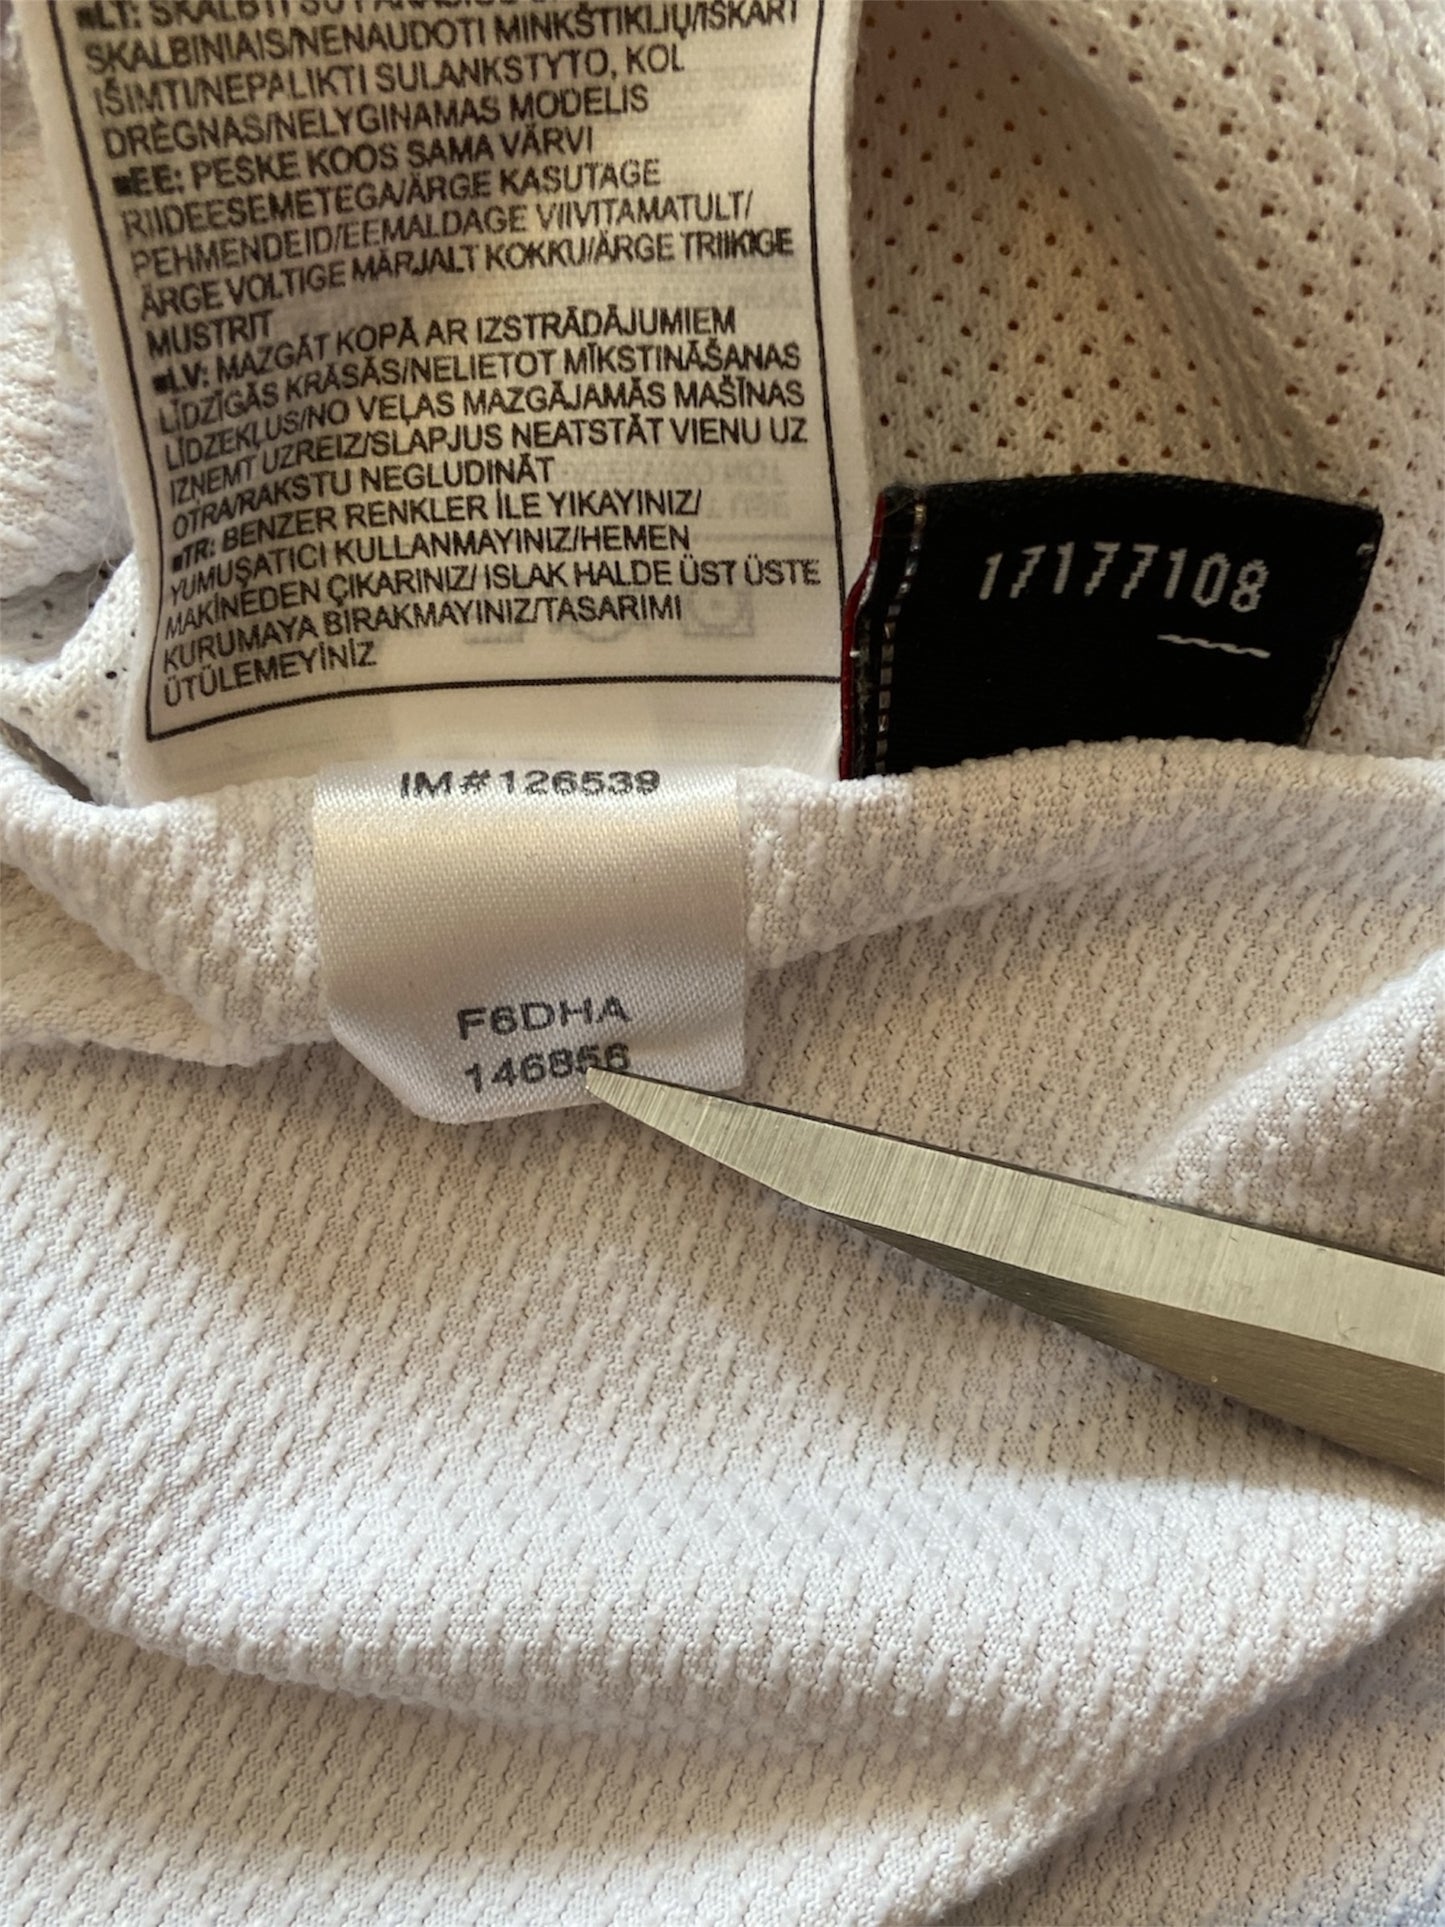 ■LT: SKALBTI SU PANAŠIOS
SKALBINIAIS/NENAUDOTI MINKŠTIKLIŲ/IŠKART
IŠIMTI/NEPALIKTI SULANKSTYTO, KOL
DRĖGNAS/NELYGINAMAS MODELIS
■EE: PESKE KOOS SAMA VÄRVI
RIIDEESEMETEGA/ÄRGE KASUTAGE
PEHMENDEID/EEMALDAGE VIIVITAMATULT/
ÄRGE VOLTIGE MÄRJALT KOKKU/ÄRGE TRIIKIGE
MUSTRIT
■LV: MAZGĀT KOPĀ AR IZSTRĀDĀJUMIEM
LĪDZĪGĀS KRĀSĀS/NELIETOT MĪKSTINĀŠANAS
LĪDZEKĻUS/NO VEĻAS MAZGĀJAMĀS MAŠĪNAS
IZŅEMT UZREIZ/SLAPJUS NEATSTĀT VIENU UZ
OTRA/RAKSTU NEGLUDINĀT
■TR: BENZER RENKLER İLE YIKAYINIZ/
YUMUŞATICI KULLANMAYINIZ/HEMEN
MAKİNEDEN ÇIKARINIZ/ ISLAK HALDE ÜST ÜSTE
KURUMAYA BIRAKMAYINIZ/TASARIMI
ÜTÜLEMEYİNİZ
17177108
IM#126539
F6DHA
146856